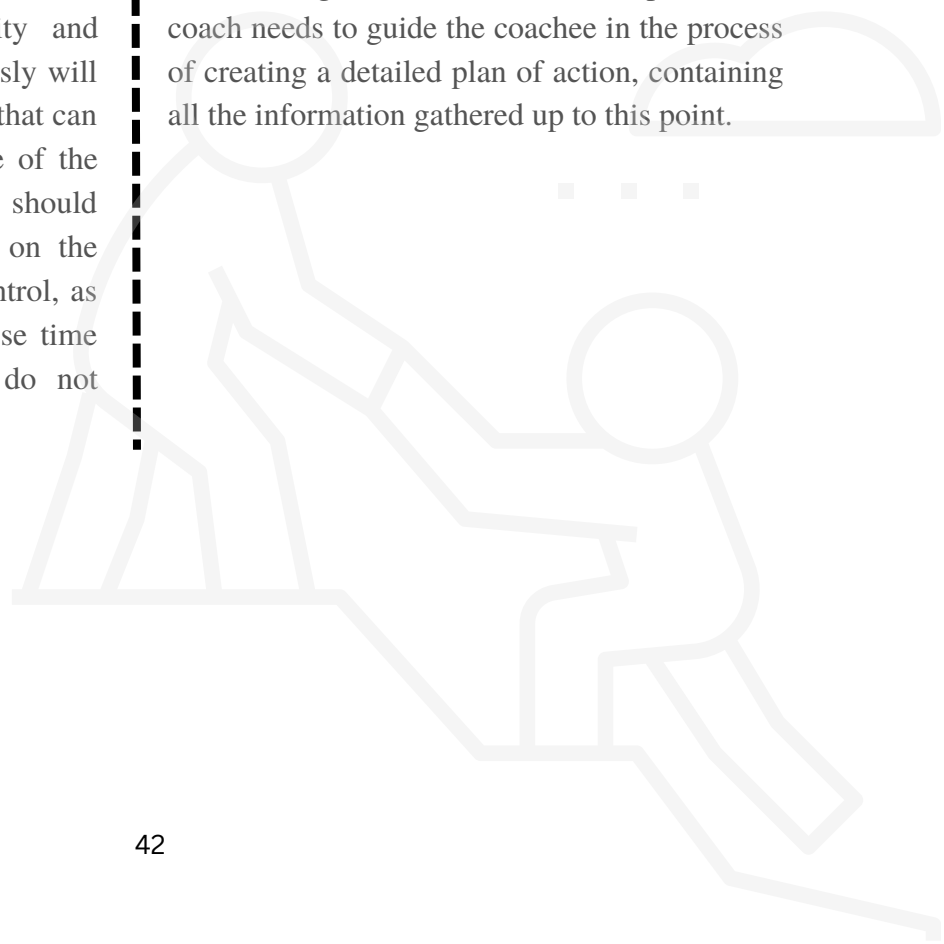 ity and
sly will
that can
e of the
should
on the
ntrol, as
se time
do not
coach needs to guide the coachee in the process
of creating a detailed plan of action, containing
all the information gathered up to this point.
42